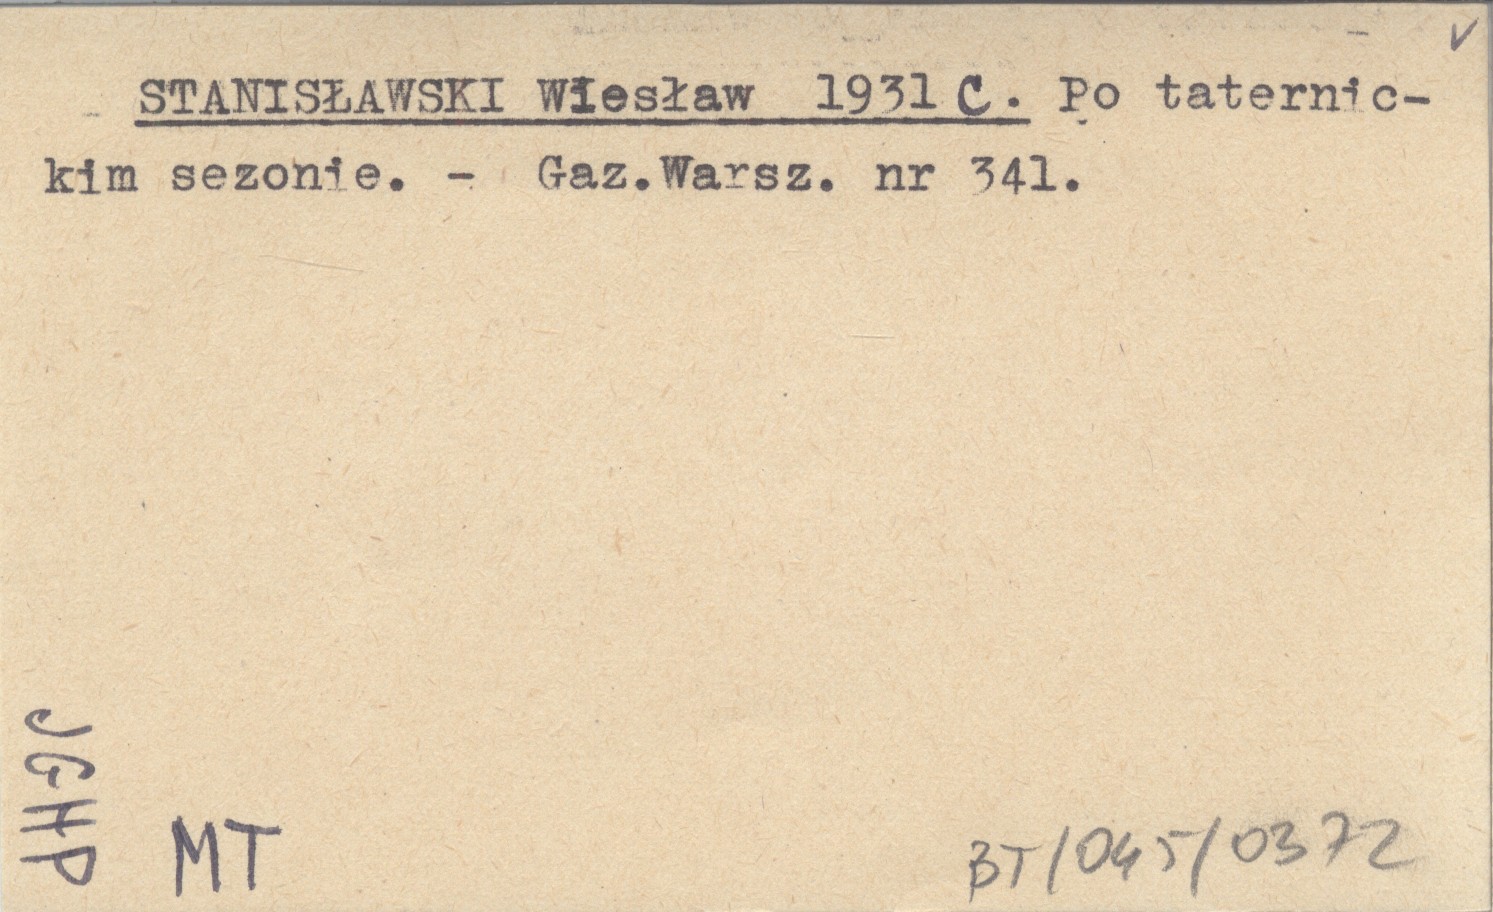 STANISŁAWSKI Wiesław 1931 C. Po taternic-
kim sezonie. - Gaz.Warsz. nr 341.
JGHP
MT
BT/045/0372